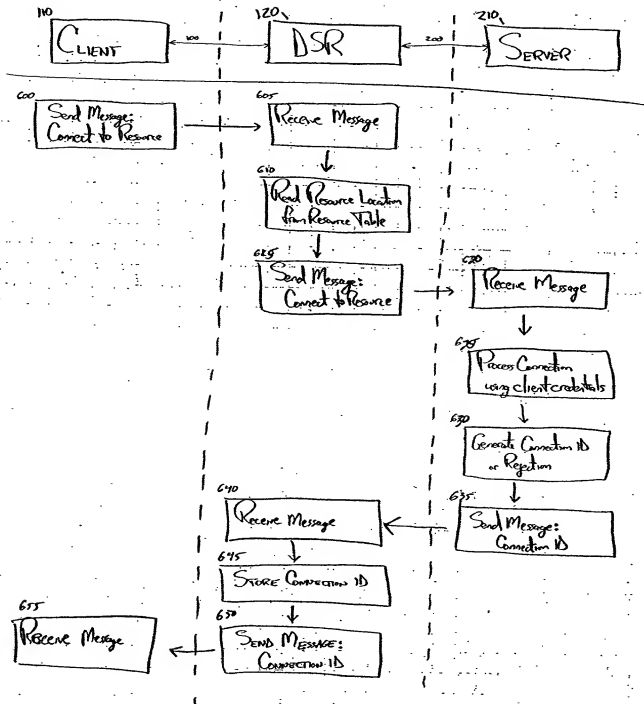 110
CLIENT
100
120
DSR
200
210
SERVER
600
Send Message:
Connect to Resource
605
Receive Message
610
Read Resource Location
from Resource Table
615
Send Message:
Connect to Resource
620
Receive Message
625
Process Connection
using client credentials
630
Generate Connection ID
or Rejection
635
Send Message:
Connection ID
640
Receive Message
645
STORE CONNECTION ID
650
SEND MESSAGE:
CONNECTION ID
655
Receive Message